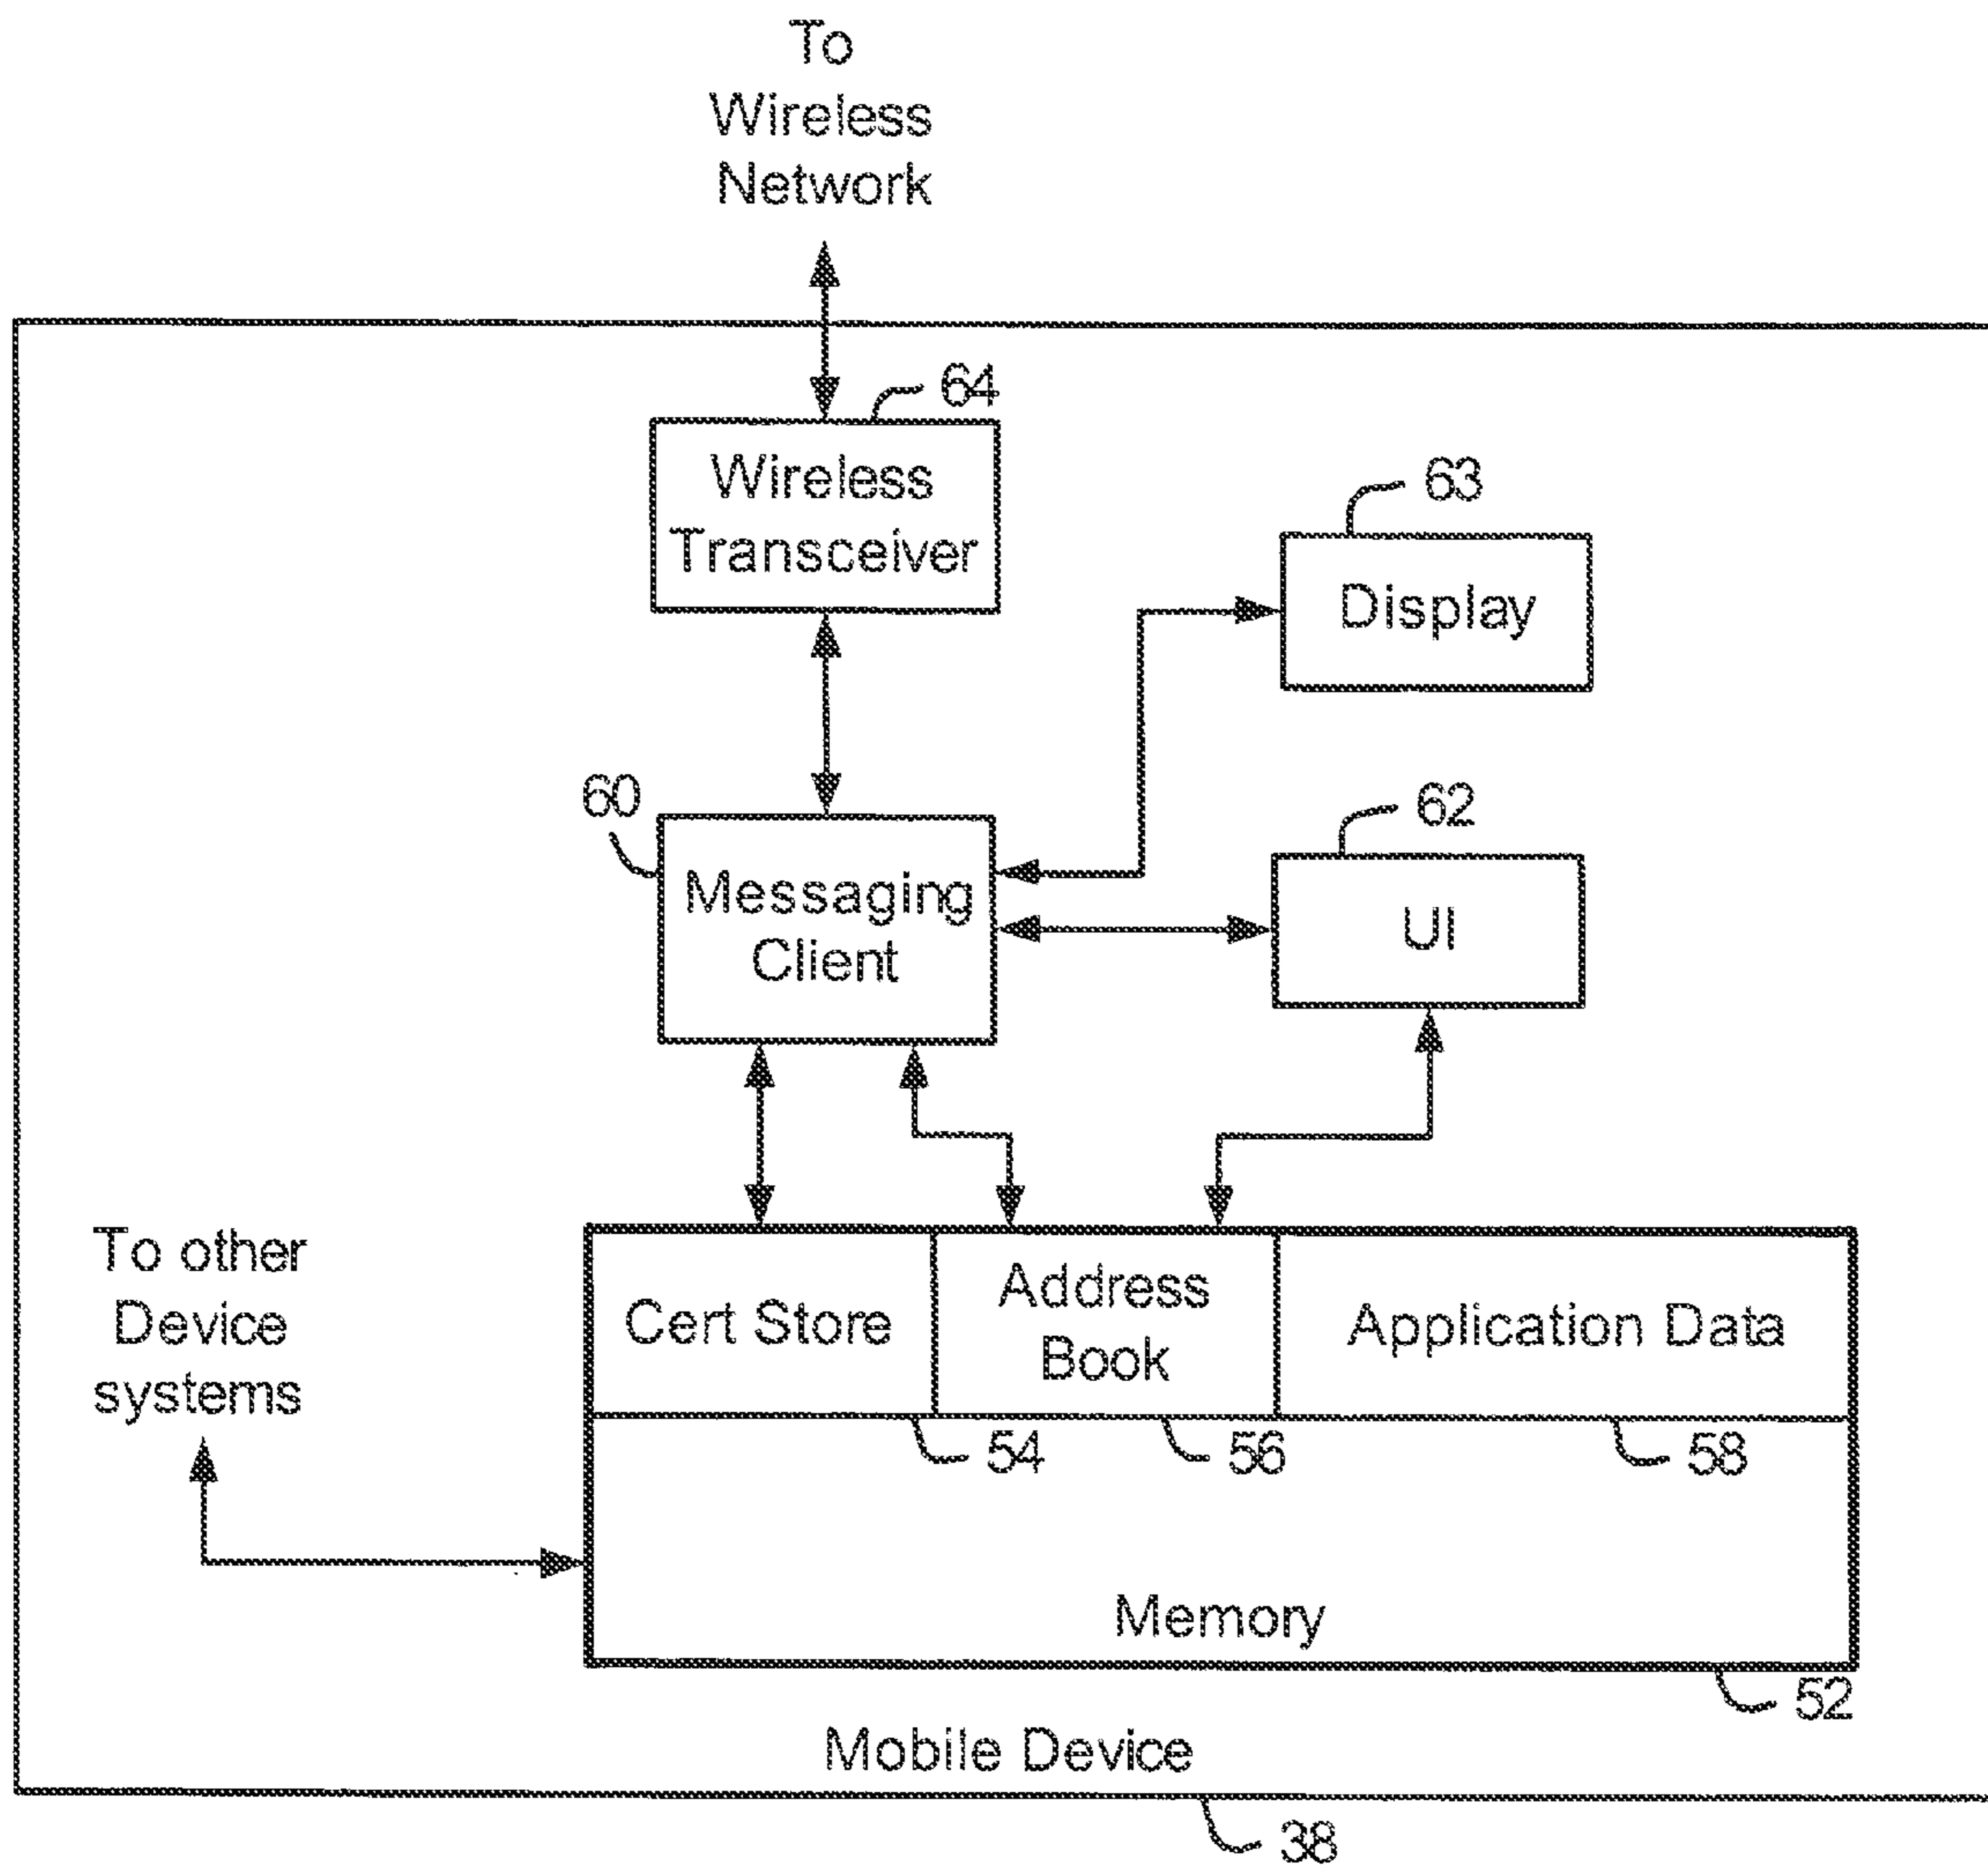 To
Wireless
Network
64
Wireless
Transceiver
63
Display
60
62
Messaging
Client
UI
To other
Device
systems
Cert Store
Address
Book
Application Data
54
56
58
Memory
52
Mobile Device
38